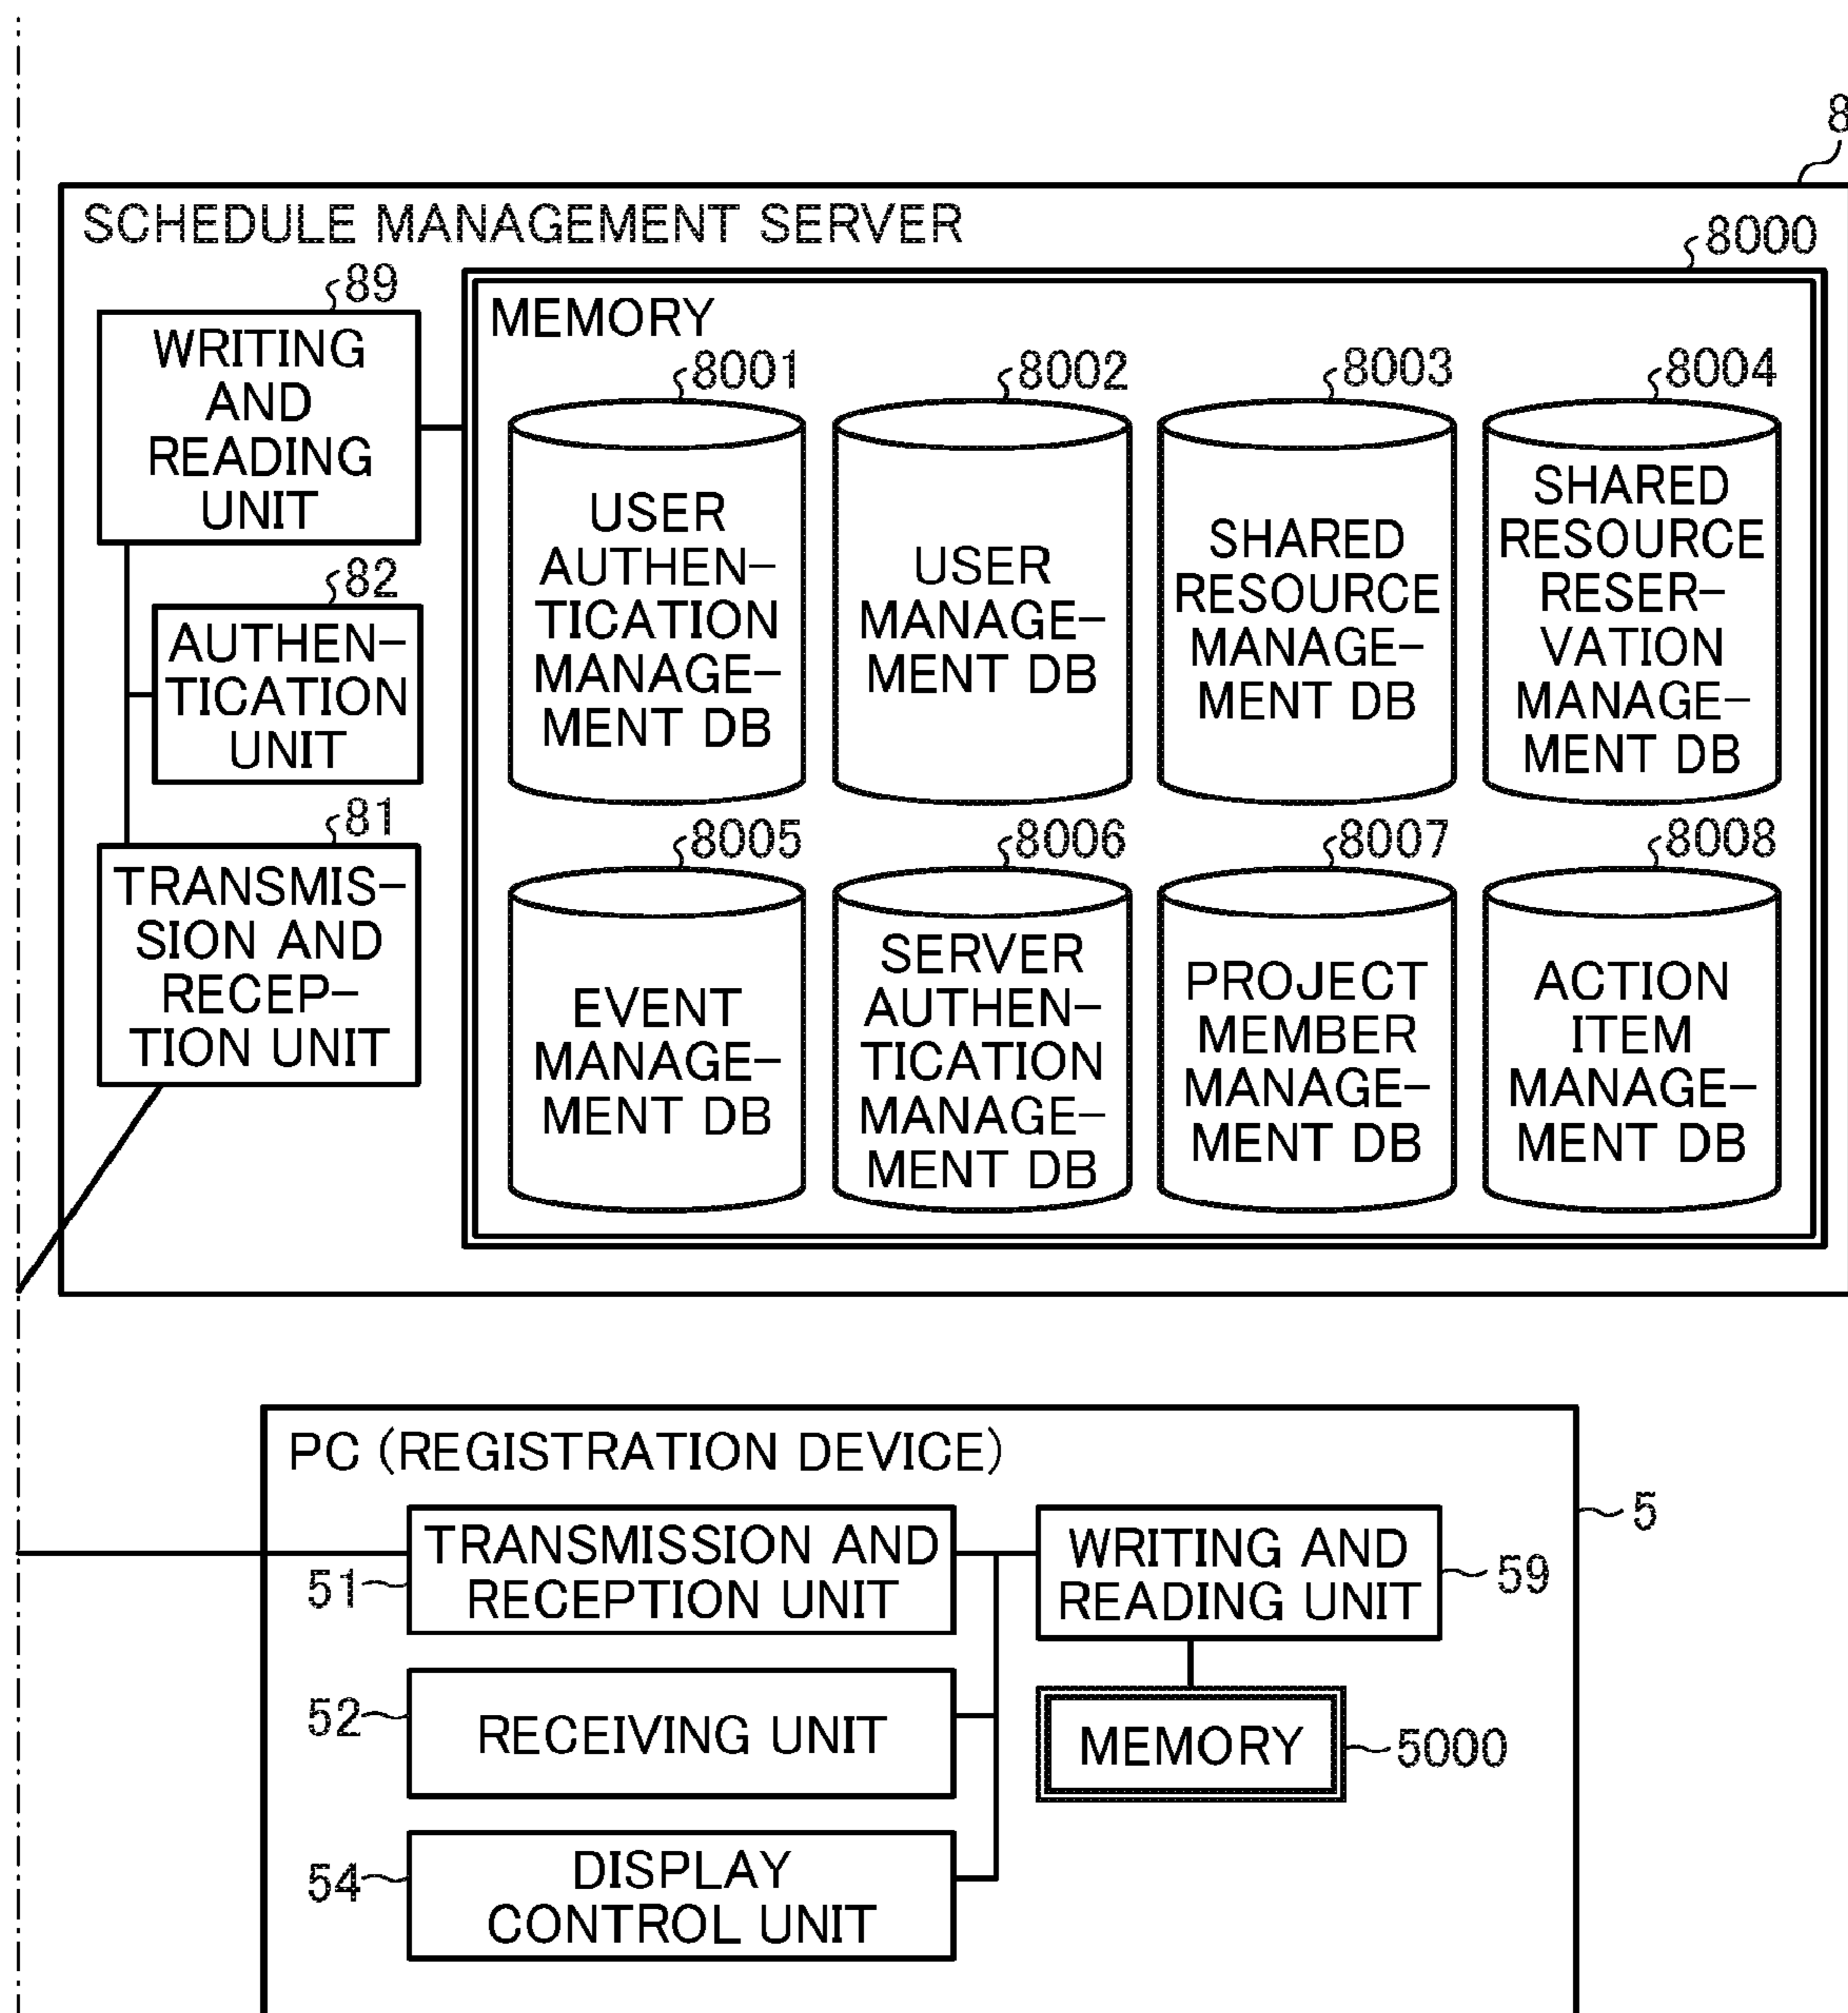 8
SCHEDULE MANAGEMENT SERVER
8000
89
WRITING
AND
READING
UNIT
82
AUTHEN–
TICATION
UNIT
81
TRANSMIS–
SION AND
RECEP–
TION UNIT
MEMORY
8001
USER
AUTHEN–
TICATION
MANAGE–
MENT DB
8002
USER
MANAGE–
MENT DB
8003
SHARED
RESOURCE
MANAGE–
MENT DB
8004
SHARED
RESOURCE
RESER–
VATION
MANAGE–
MENT DB
8005
EVENT
MANAGE–
MENT DB
8006
SERVER
AUTHEN–
TICATION
MANAGE–
MENT DB
8007
PROJECT
MEMBER
MANAGE–
MENT DB
8008
ACTION
ITEM
MANAGE–
MENT DB
PC (REGISTRATION DEVICE)
5
51
TRANSMISSION AND
RECEPTION UNIT
WRITING AND
READING UNIT
59
52
RECEIVING UNIT
MEMORY
5000
54
DISPLAY
CONTROL UNIT